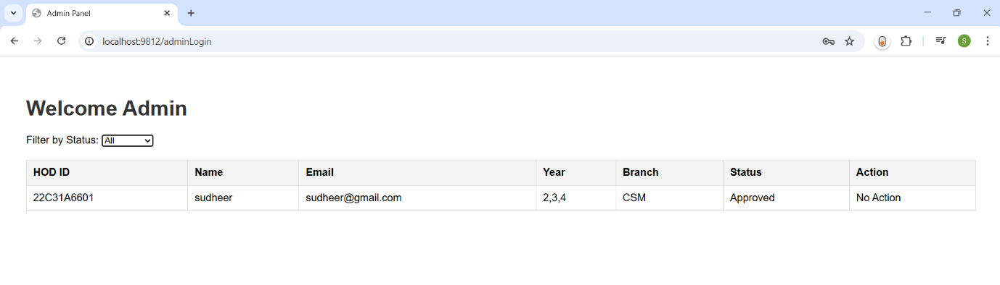 Admin Panel
localhost:9812/adminLogin
S
Welcome Admin
Filter by Status: All
HOD ID Name Email Year Branch Status Action
22C31A6601 sudheer sudheer@gmail.com 2,3,4 CSM Approved No Action